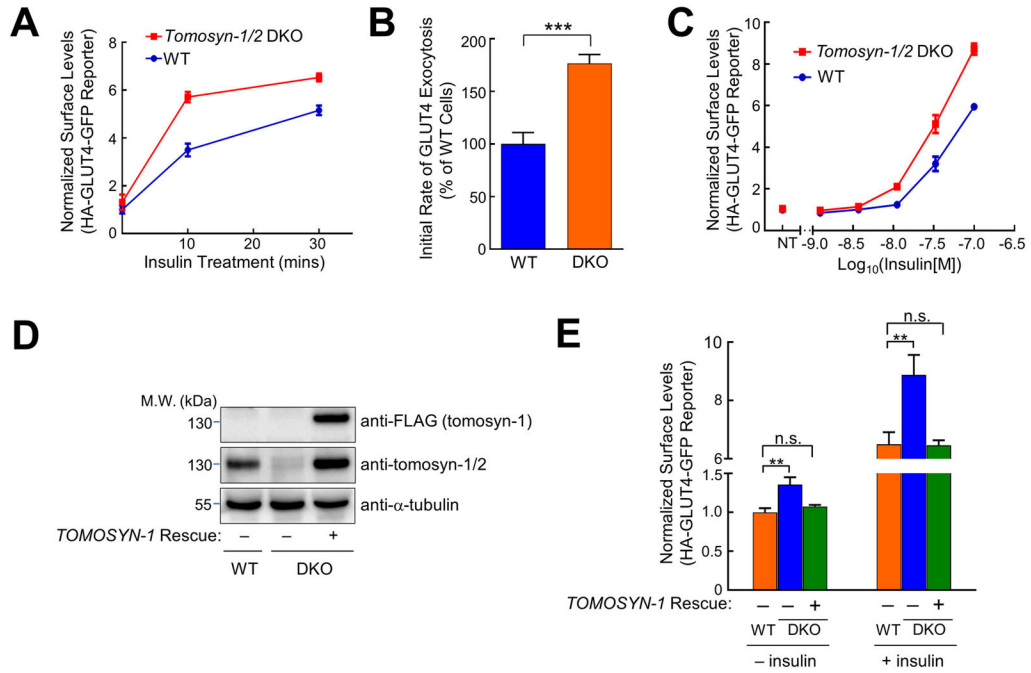 A
Normalized Surface Levels
(HA-GLUT4-GFP Reporter)
8
6
4
2
0
Tomosyn-1/2 DKO
WT
10
20
30
Insulin Treatment (mins)
B
Initial Rate of GLUT4 Exocytosis
(% of WT Cells)
200
150
100
50
0
***
WT
DKO
C
Normalized Surface Levels
(HA-GLUT4-GFP Reporter)
10
8
6
4
2
0
Tomosyn-1/2 DKO
WT
NT
-9.0
-8.5
-8.0
-7.5
-7.0
-6.5
Log10(Insulin[M])
D
M.W. (kDa)
130
anti-FLAG (tomosyn-1)
130
anti-tomosyn-1/2
55
anti-α-tubulin
TOMOSYN-1 Rescue:
– – +
WT DKO
E
Normalized Surface Levels
(HA-GLUT4-GFP Reporter)
10
8
6
1.5
1.0
0.5
0
n.s.
**
n.s.
**
TOMOSYN-1 Rescue: – – + – – +
WT DKO WT DKO
– insulin + insulin